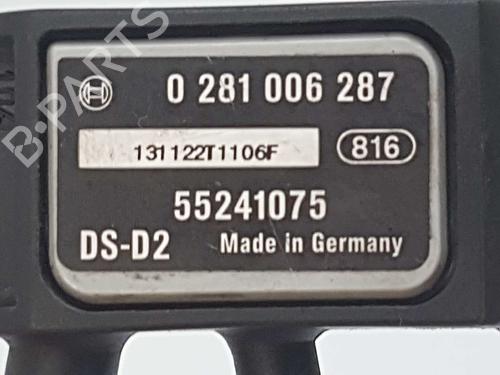 B-PARTS
0 281 006 287
131122T1106F 816
55241075
DS-D2 Made in Germany